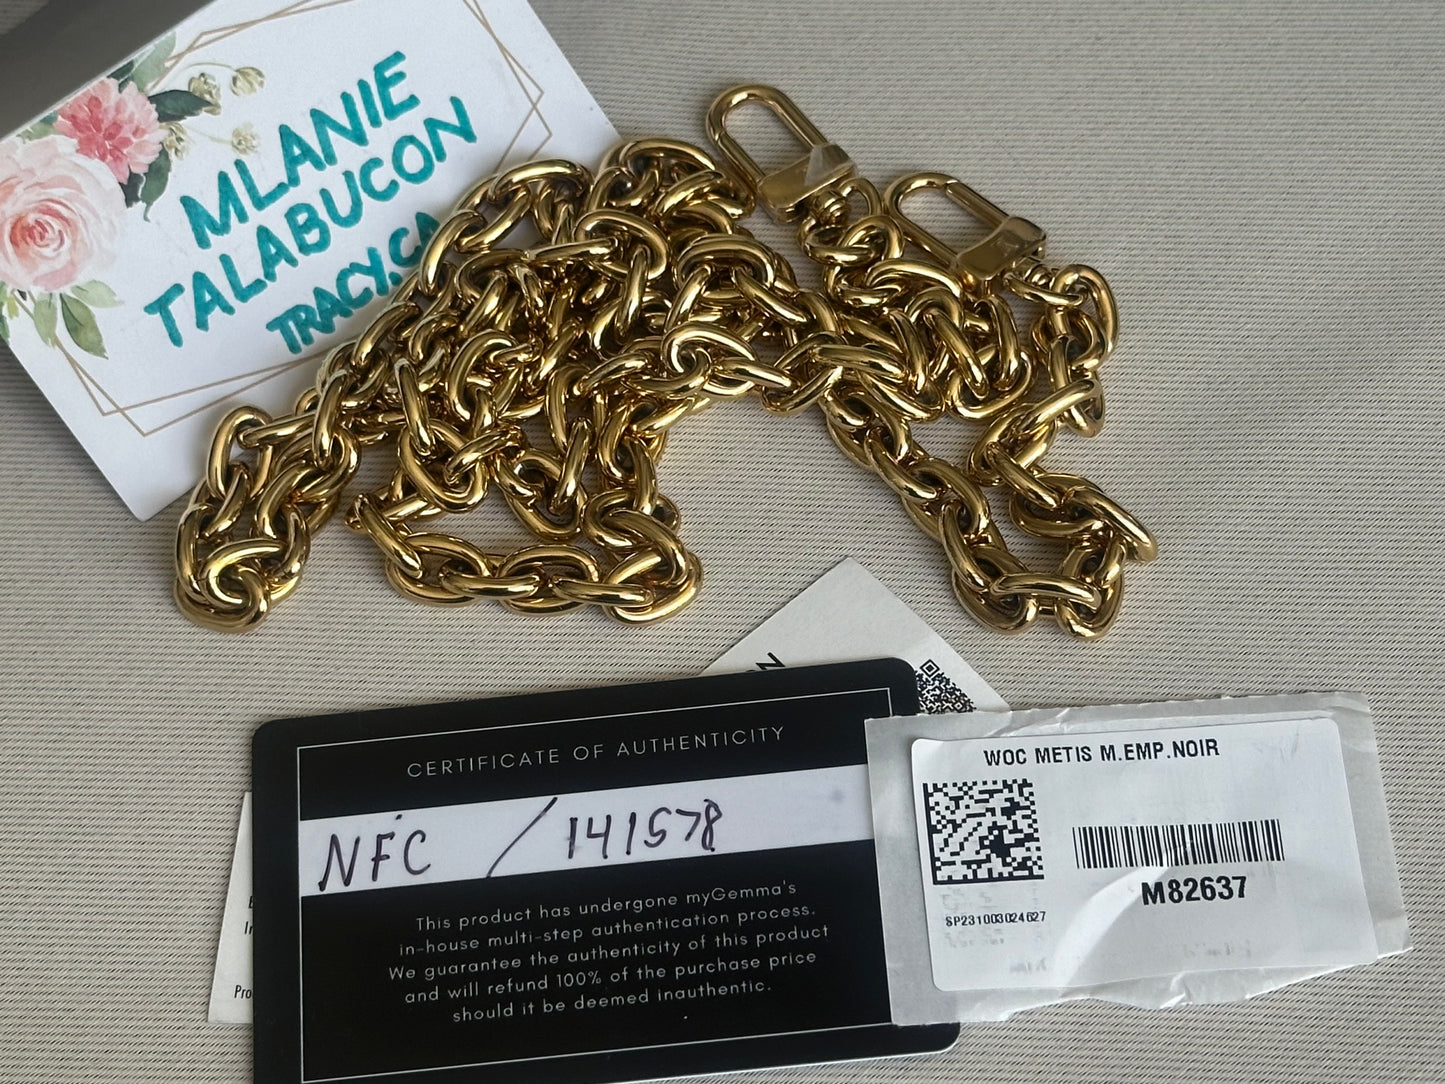 MLANIE
TALABUCON
TRACY.CA
CERTIFICATE OF AUTHENTICITY
NFC / 141578
This product has undergone myGemma's
in-house multi-step authentication process.
We guarantee the authenticity of this product
and will refund 100% of the purchase price
should it be deemed inauthentic.
WOC METIS M.EMP.NOIR
M82637
SP231003024627